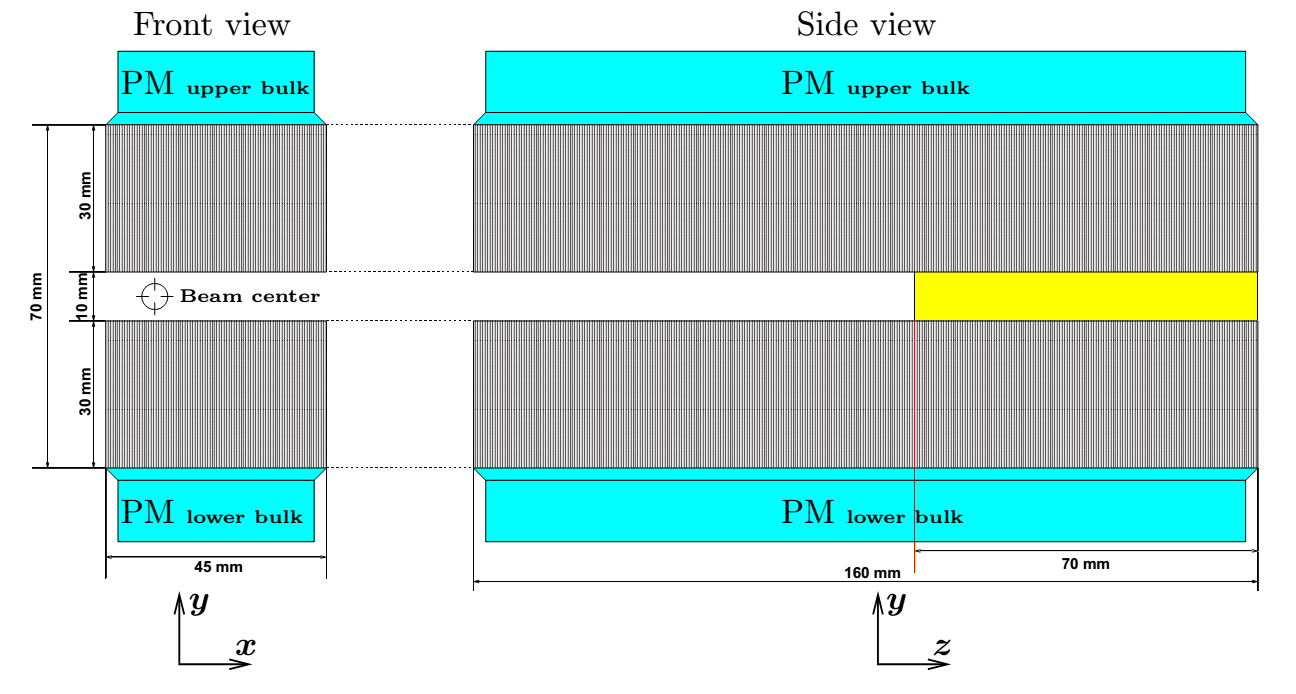 Front view
Side view
PM upper bulk
PM upper bulk
30 mm
70 mm
10 mm
Beam center
30 mm
PM lower bulk
PM lower bulk
45 mm
70 mm
160 mm
y
x
y
z